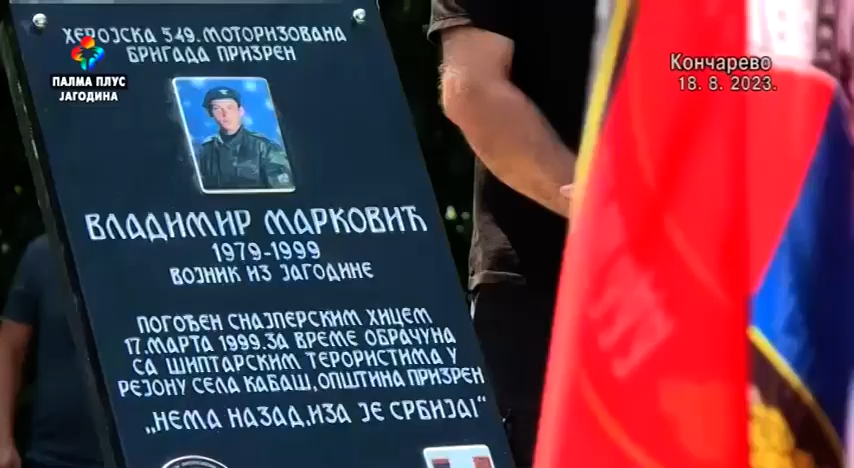 ХЕРОЈСКА 549. МОТОРИЗОВАНА
БРИГАДА ПРИЗРЕН
ПАЛМА ПЛУС
ЈАГОДИНА
Кончарево
18. 8. 2023.
ВЛАДИМИР МАРКОВИЋ
1979-1999
ВОЈНИК ИЗ ЈАГОДИНЕ
ПОГОЂЕН СНАЈПЕРСКИМ ХИЦЕМ
17. МАРТА 1999. ЗА ВРЕМЕ ОБРАЧУНА
СА ШИПТАРСКИМ ТЕРОРИСТИМА У
РЕЈОНУ СЕЛА КАБАШ, ОПШТИНА ПРИЗРЕН
„НЕМА НАЗАД, ИЗА ЈЕ СРБИЈА!“